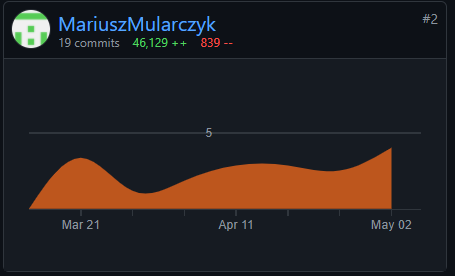 MariuszMularczyk
#2
19 commits 46,129 ++ 839 --
5
Mar 21 Apr 11 May 02